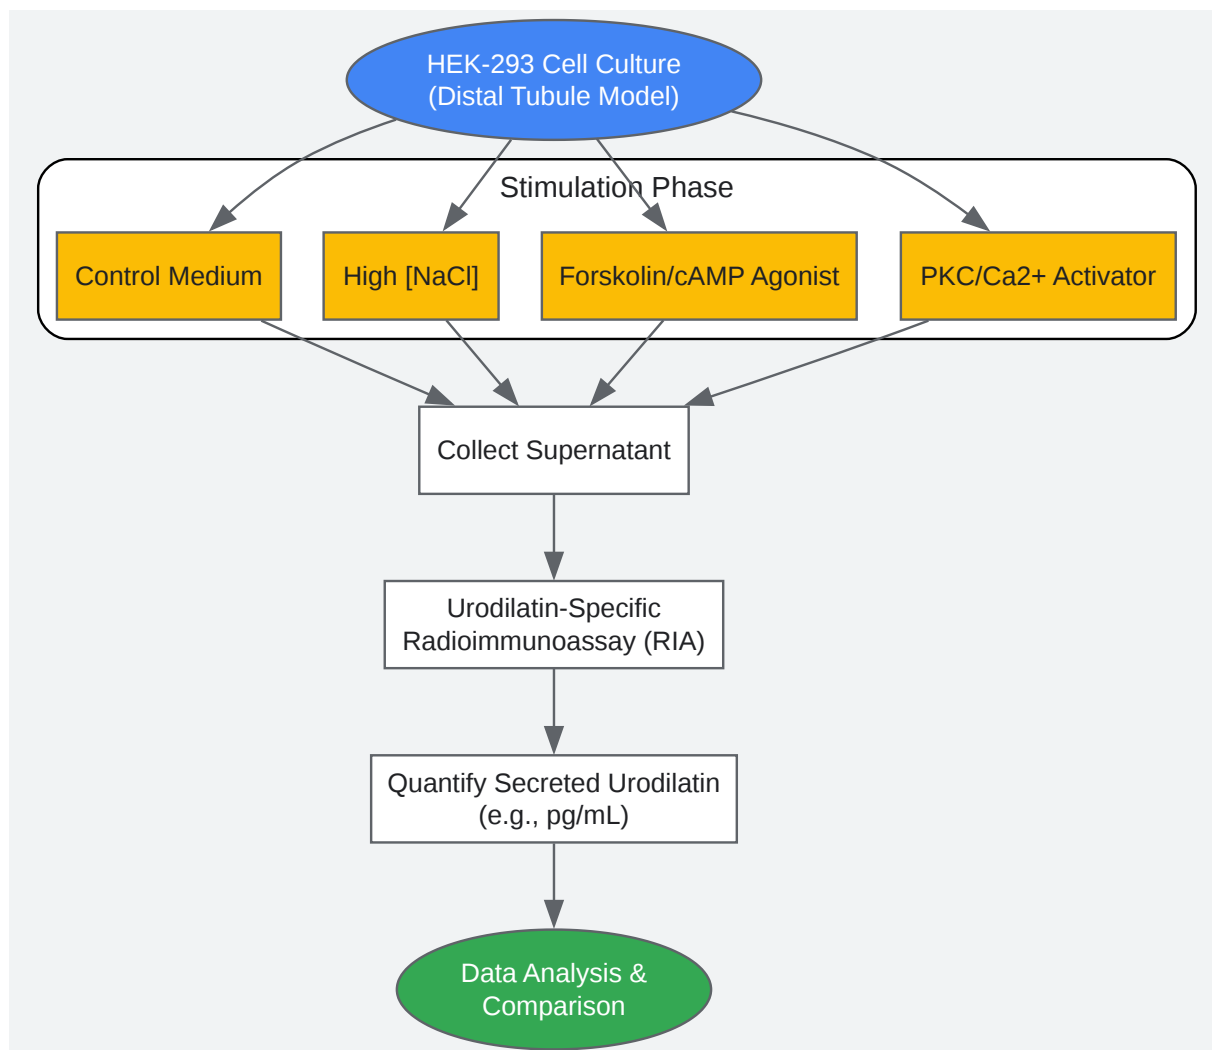 HEK-293 Cell Culture
(Distal Tubule Model)
Stimulation Phase
Control Medium
High [NaCl]
Forskolin/cAMP Agonist
PKC/Ca2+ Activator
Collect Supernatant
Urodilatin-Specific
Radioimmunoassay (RIA)
Quantify Secreted Urodilatin
(e.g., pg/mL)
Data Analysis &
Comparison